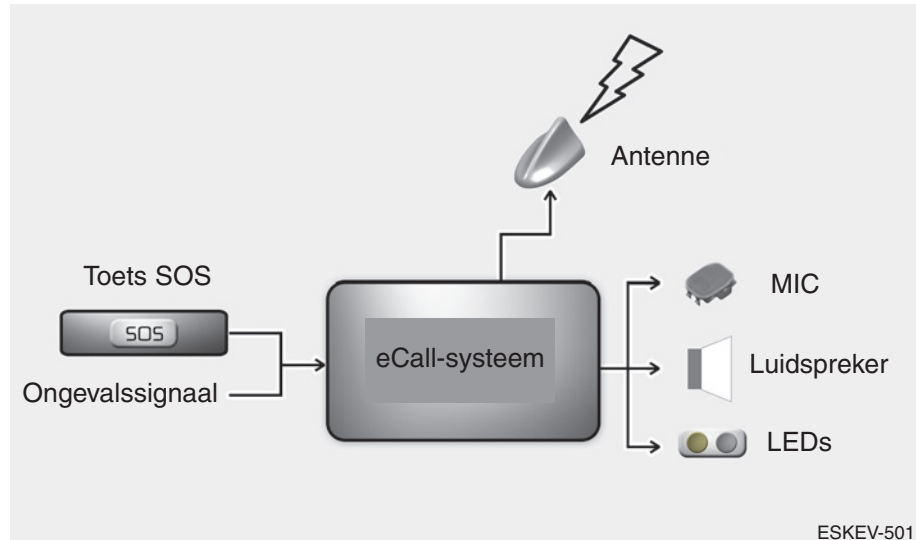 Antenne
Toets SOS
SOS
Ongevalssignaal
eCall-systeem
MIC
Luidspreker
LEDs
ESKEV-501